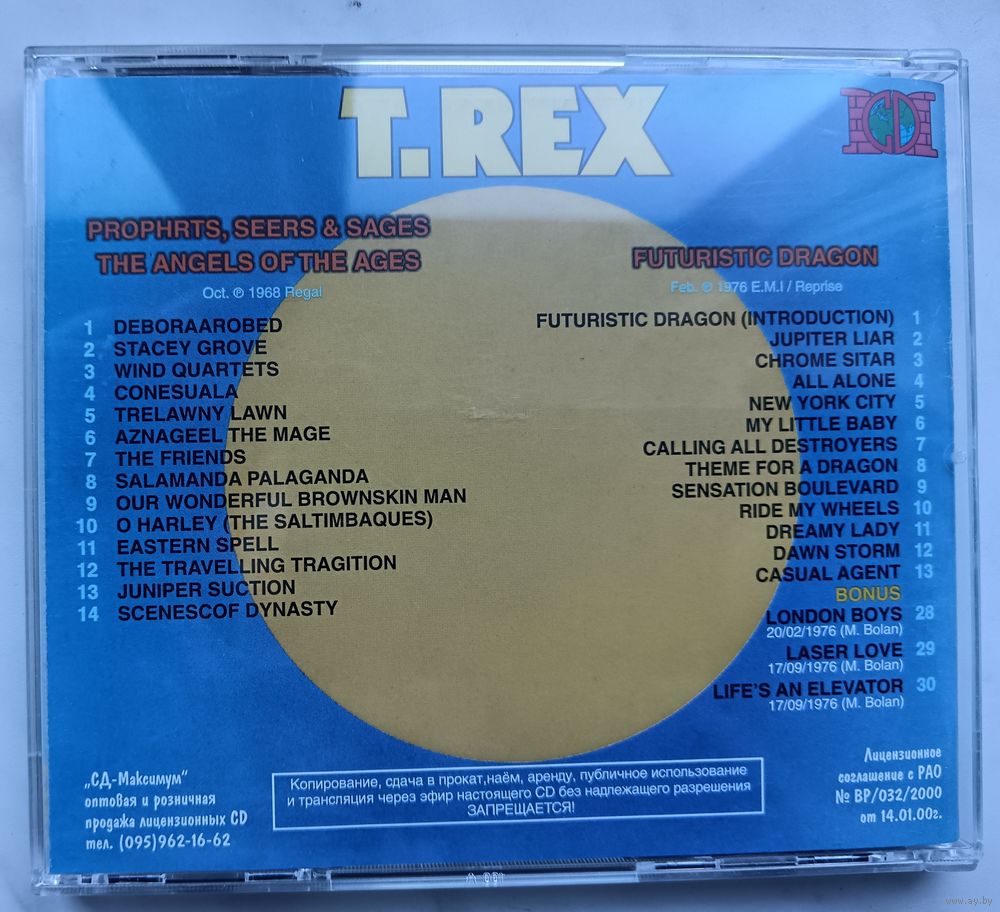 T.REX
CD
PROPHRTS, SEERS & SAGES
THE ANGELS OF THE AGES
Oct. ℗ 1968 Regal
1 DEBORAAROBED
2 STACEY GROVE
3 WIND QUARTETS
4 CONESUALA
5 TRELAWNY LAWN
6 AZNAGEEL THE MAGE
7 THE FRIENDS
8 SALAMANDA PALAGANDA
9 OUR WONDERFUL BROWNSKIN MAN
10 O HARLEY (THE SALTIMBAQUES)
11 EASTERN SPELL
12 THE TRAVELLING TRAGITION
13 JUNIPER SUCTION
14 SCENESCOF DYNASTY
FUTURISTIC DRAGON
Feb. ℗ 1976 E.M.I / Reprise
FUTURISTIC DRAGON (INTRODUCTION) 1
JUPITER LIAR 2
CHROME SITAR 3
ALL ALONE 4
NEW YORK CITY 5
MY LITTLE BABY 6
CALLING ALL DESTROYERS 7
THEME FOR A DRAGON 8
SENSATION BOULEVARD 9
RIDE MY WHEELS 10
DREAMY LADY 11
DAWN STORM 12
CASUAL AGENT 13
BONUS
LONDON BOYS 28
20/02/1976 (M. Bolan)
LASER LOVE 29
17/09/1976 (M. Bolan)
LIFE'S AN ELEVATOR 30
17/09/1976 (M. Bolan)
„СД-Максимум“
оптовая и розничная
продажа лицензионных CD
тел. (095)962-16-62
Копирование, сдача в прокат,наём, аренду, публичное использование
и трансляция через эфир настоящего CD без надлежащего разрешения
ЗАПРЕЩАЕТСЯ!
Лицензионное
соглашение с РАО
№ ВР/032/2000
от 14.01.00г.
www.ay.by